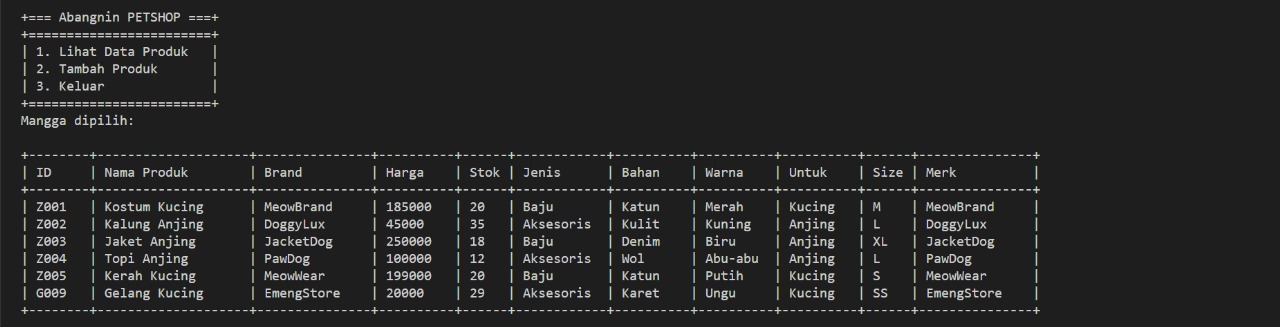 +=== Abangnin PETSHOP ===+
+========================+
| 1. Lihat Data Produk   |
| 2. Tambah Produk       |
| 3. Keluar              |
+========================+
Mangga dipilih:
+--------+--------------------+---------------+----------+------+------------+----------+----------+----------+------+---------------+
| ID     | Nama Produk        | Brand         | Harga    | Stok | Jenis      | Bahan    | Warna    | Untuk    | Size | Merk          |
+--------+--------------------+---------------+----------+------+------------+----------+----------+----------+------+---------------+
| Z001   | Kostum Kucing      | MeowBrand     | 185000   | 20   | Baju       | Katun    | Merah    | Kucing   | M    | MeowBrand     |
| Z002   | Kalung Anjing      | DoggyLux      | 45000    | 35   | Aksesoris  | Kulit    | Kuning   | Anjing   | L    | DoggyLux      |
| Z003   | Jaket Anjing       | JacketDog     | 250000   | 18   | Baju       | Denim    | Biru     | Anjing   | XL   | JacketDog     |
| Z004   | Topi Anjing        | PawDog        | 100000   | 12   | Aksesoris  | Wol      | Abu-abu  | Anjing   | L    | PawDog        |
| Z005   | Kerah Kucing       | MeowWear      | 199000   | 20   | Baju       | Katun    | Putih    | Kucing   | S    | MeowWear      |
| G009   | Gelang Kucing      | EmengStore    | 20000    | 29   | Aksesoris  | Karet    | Ungu     | Kucing   | SS   | EmengStore    |
+--------+--------------------+---------------+----------+------+------------+----------+----------+----------+------+---------------+